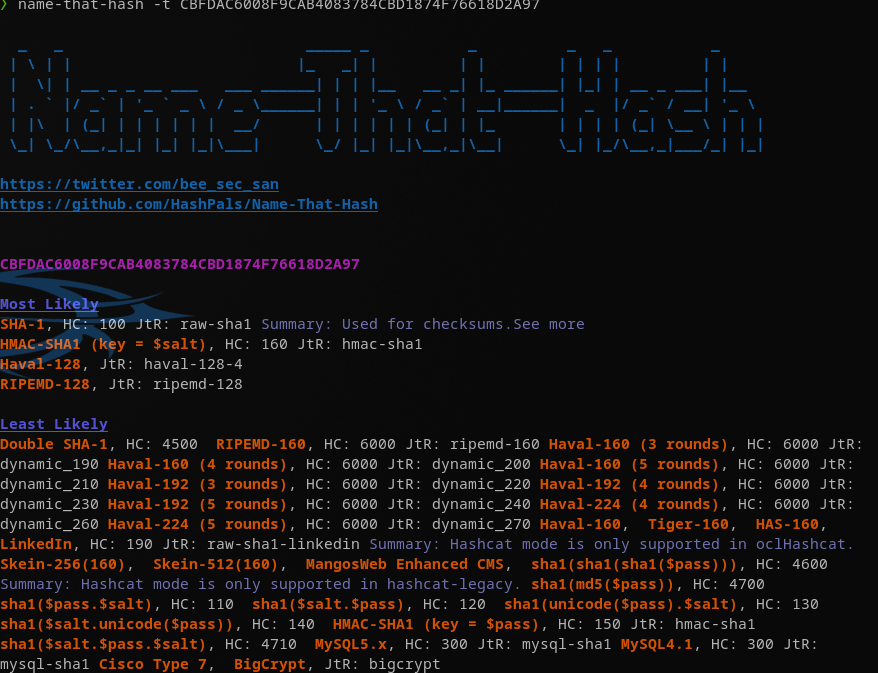 ❯ name-that-hash -t CBFDAC6008F9CAB4083784CBD1874F76618D2A97
Name-That-Hash
https://twitter.com/bee_sec_san
https://github.com/HashPals/Name-That-Hash
CBFDAC6008F9CAB4083784CBD1874F76618D2A97
Most Likely
SHA-1, HC: 100 JtR: raw-sha1 Summary: Used for checksums.See more
HMAC-SHA1 (key = $salt), HC: 160 JtR: hmac-sha1
Haval-128, JtR: haval-128-4
RIPEMD-128, JtR: ripemd-128
Least Likely
Double SHA-1, HC: 4500  RIPEMD-160, HC: 6000 JtR: ripemd-160 Haval-160 (3 rounds), HC: 6000 JtR:
dynamic_190 Haval-160 (4 rounds), HC: 6000 JtR: dynamic_200 Haval-160 (5 rounds), HC: 6000 JtR:
dynamic_210 Haval-192 (3 rounds), HC: 6000 JtR: dynamic_220 Haval-192 (4 rounds), HC: 6000 JtR:
dynamic_230 Haval-192 (5 rounds), HC: 6000 JtR: dynamic_240 Haval-224 (4 rounds), HC: 6000 JtR:
dynamic_260 Haval-224 (5 rounds), HC: 6000 JtR: dynamic_270 Haval-160,  Tiger-160,  HAS-160,
LinkedIn, HC: 190 JtR: raw-sha1-linkedin Summary: Hashcat mode is only supported in oclHashcat.
Skein-256(160),  Skein-512(160),  MangosWeb Enhanced CMS,  sha1(sha1(sha1($pass))), HC: 4600
Summary: Hashcat mode is only supported in hashcat-legacy. sha1(md5($pass)), HC: 4700
sha1($pass.$salt), HC: 110  sha1($salt.$pass), HC: 120  sha1(unicode($pass).$salt), HC: 130
sha1($salt.unicode($pass)), HC: 140  HMAC-SHA1 (key = $pass), HC: 150 JtR: hmac-sha1
sha1($salt.$pass.$salt), HC: 4710  MySQL5.x, HC: 300 JtR: mysql-sha1 MySQL4.1, HC: 300 JtR:
mysql-sha1 Cisco Type 7,  BigCrypt, JtR: bigcrypt